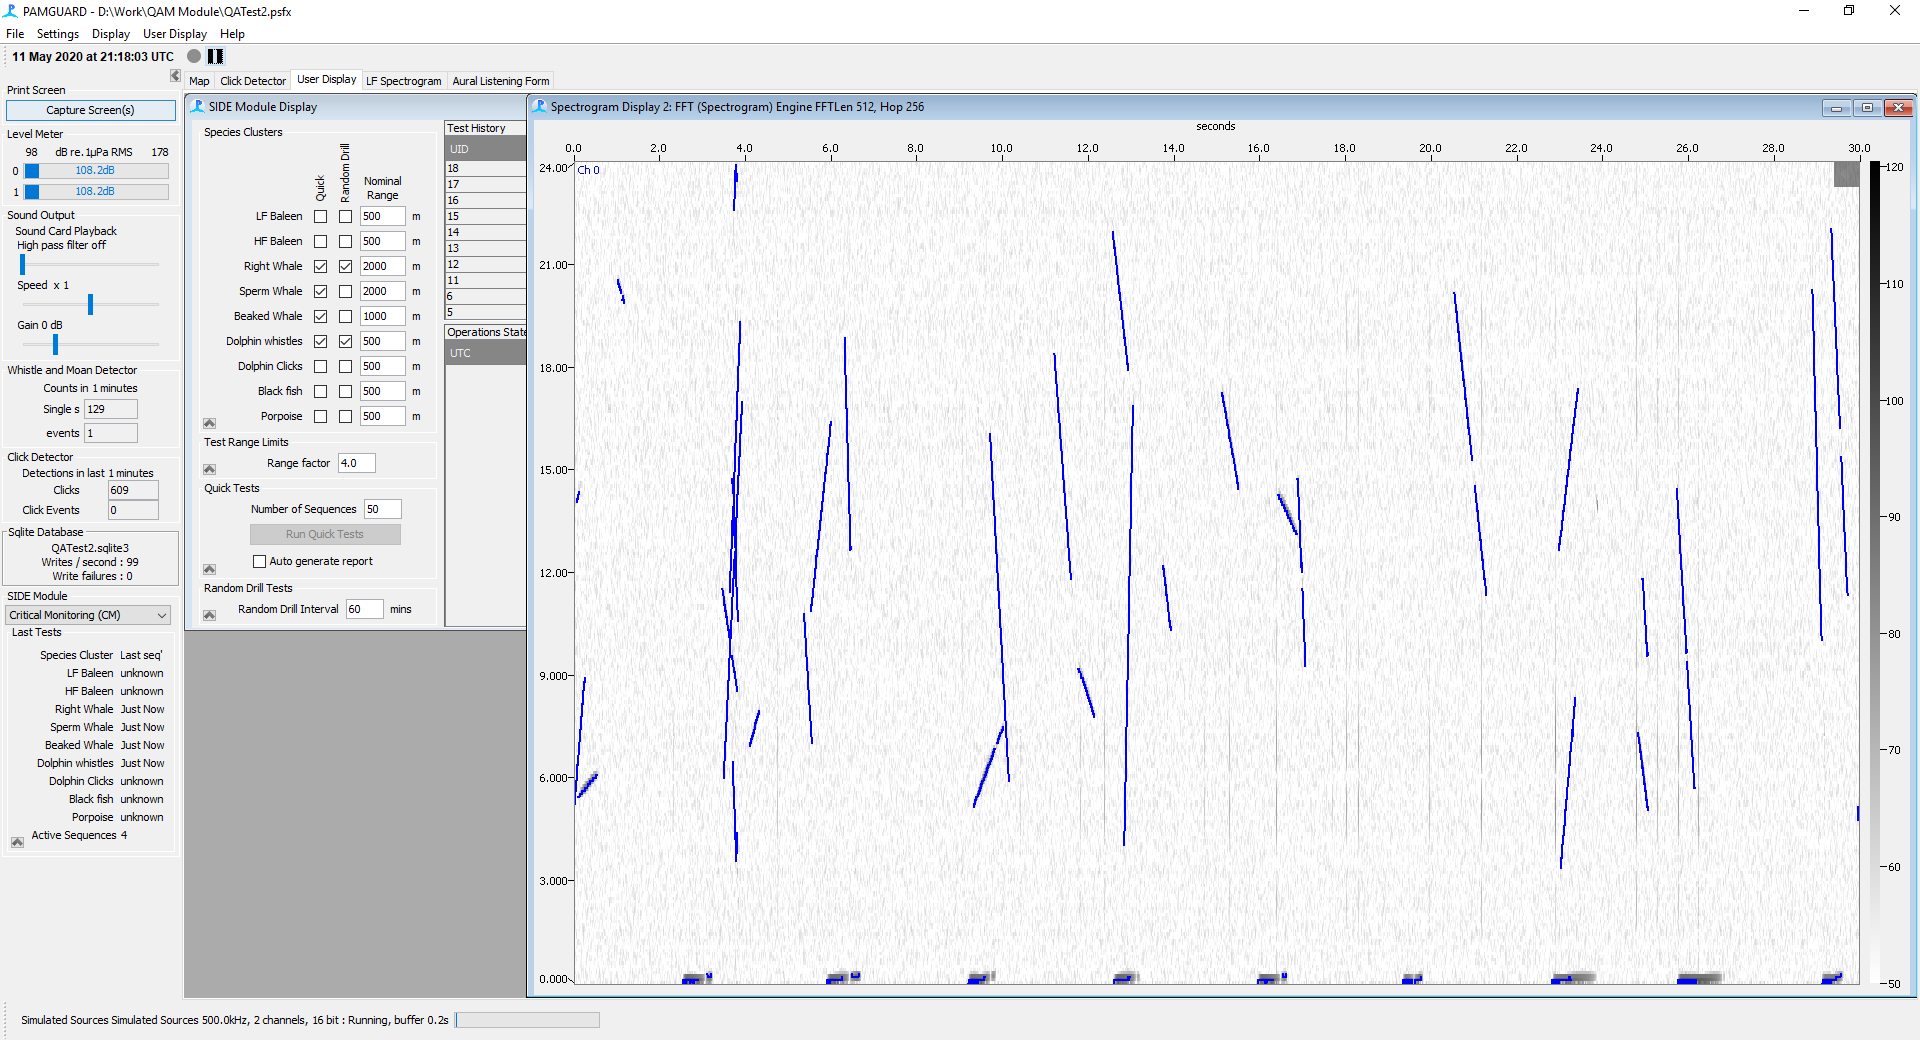 PAMGUARD - D:\Work\QAM Module\QATest2.psfx
File Settings Display User Display Help
11 May 2020 at 21:18:03 UTC
Print Screen
Capture Screen(s)
Level Meter
98 dB re.1µPa RMS 178
0 108.2dB
1 108.2dB
Sound Output
Sound Card Playback
High pass filter off
Speed x 1
Gain 0 dB
Whistle and Moan Detector
Counts in 1 minutes
Single s 129
events 1
Click Detector
Detections in last 1 minutes
Clicks 609
Click Events 0
Sqlite Database
QATest2.sqlite3
Writes / second : 99
Write failures : 0
SIDE Module
Critical Monitoring (CM)
Last Tests
Species Cluster Last seq'
LF Baleen unknown
HF Baleen unknown
Right Whale Just Now
Sperm Whale Just Now
Beaked Whale Just Now
Dolphin whistles Just Now
Dolphin Clicks unknown
Black fish unknown
Porpoise unknown
Active Sequences 4
Map Click Detector User Display LF Spectrogram Aural Listening Form
SIDE Module Display
Species Clusters
Quick Random Drill Nominal Range
LF Baleen 500 m
HF Baleen 500 m
Right Whale 2000 m
Sperm Whale 2000 m
Beaked Whale 1000 m
Dolphin whistles 500 m
Dolphin Clicks 500 m
Black fish 500 m
Porpoise 500 m
Test Range Limits
Range factor 4.0
Quick Tests
Number of Sequences 50
Run Quick Tests
Auto generate report
Random Drill Tests
Random Drill Interval 60 mins
Test History
UID
18
17
16
15
14
13
12
11
6
5
Operations State
UTC
Spectrogram Display 2: FFT (Spectrogram) Engine FFTLen 512, Hop 256
seconds
0.0 2.0 4.0 6.0 8.0 10.0 12.0 14.0 16.0 18.0 20.0 22.0 24.0 26.0 28.0 30.0
Ch 0
24.00
21.00
18.00
15.00
12.00
9.000
6.000
3.000
0.000
120
110
100
90
80
70
60
50
Simulated Sources Simulated Sources 500.0kHz, 2 channels, 16 bit : Running, buffer 0.2s